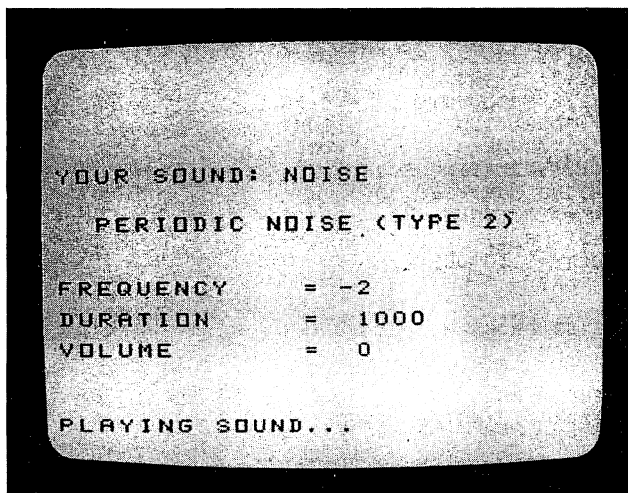 YOUR SOUND: NOISE
PERIODIC NOISE (TYPE 2)
FREQUENCY = -2
DURATION = 1000
VOLUME = 0
PLAYING SOUND...